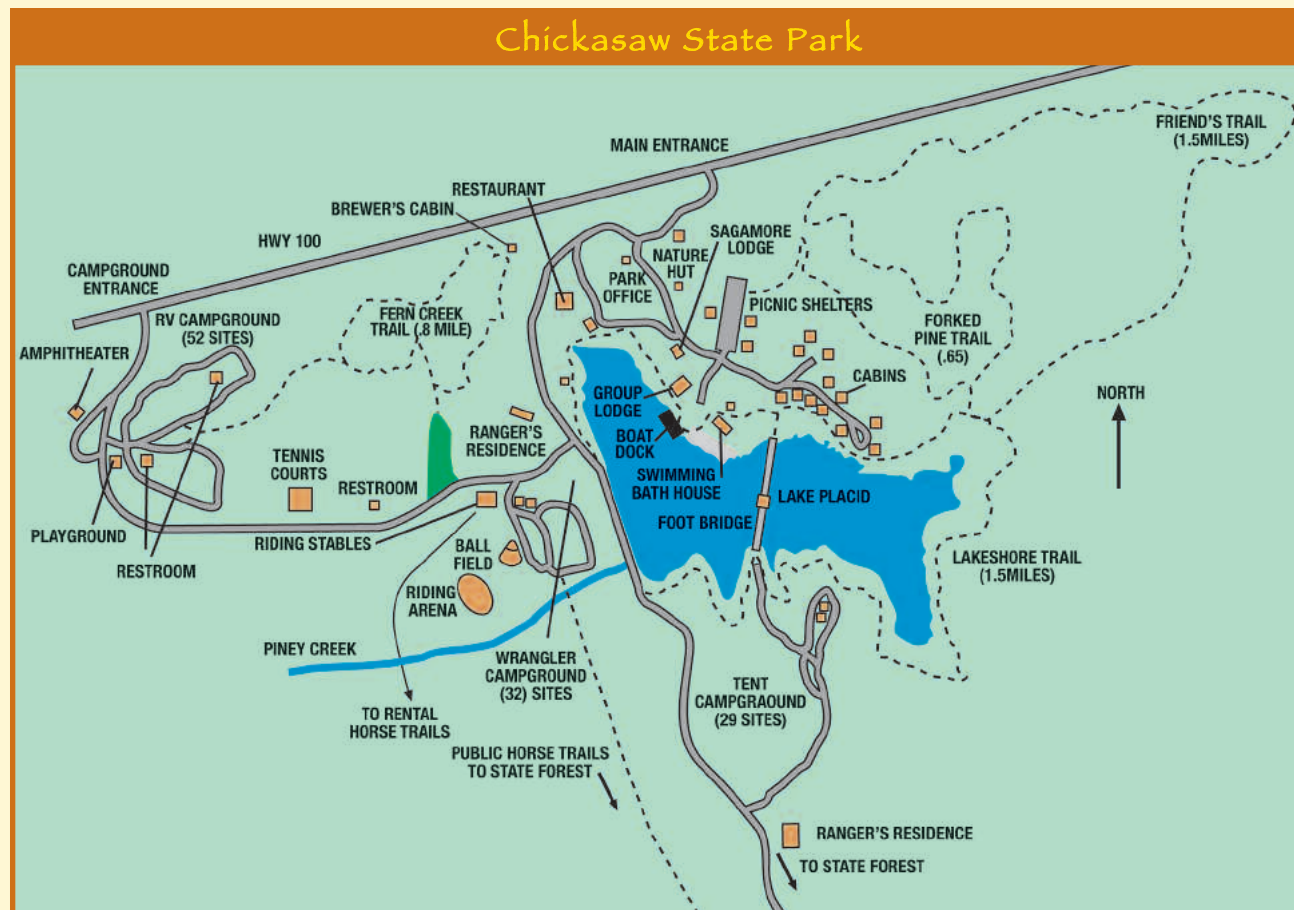 Chickasaw State Park
FRIEND'S TRAIL
(1.5MILES)
MAIN ENTRANCE
RESTAURANT
BREWER'S CABIN
HWY 100
SAGAMORE
LODGE
NATURE
HUT
PARK
OFFICE
CAMPGROUND
ENTRANCE
PICNIC SHELTERS
RV CAMPGROUND
(52 SITES)
FERN CREEK
TRAIL (.8 MILE)
FORKED
PINE TRAIL
(.65)
AMPHITHEATER
CABINS
GROUP
LODGE
NORTH
BOAT
DOCK
RANGER'S
RESIDENCE
TENNIS
COURTS
RESTROOM
SWIMMING
BATH HOUSE
LAKE PLACID
FOOT BRIDGE
PLAYGROUND
RIDING STABLES
RESTROOM
BALL
FIELD
LAKESHORE TRAIL
(1.5MILES)
RIDING
ARENA
PINEY CREEK
WRANGLER
CAMPGROUND
(32) SITES
TENT
CAMPGRAOUND
(29 SITES)
TO RENTAL
HORSE TRAILS
PUBLIC HORSE TRAILS
TO STATE FOREST
RANGER'S RESIDENCE
TO STATE FOREST